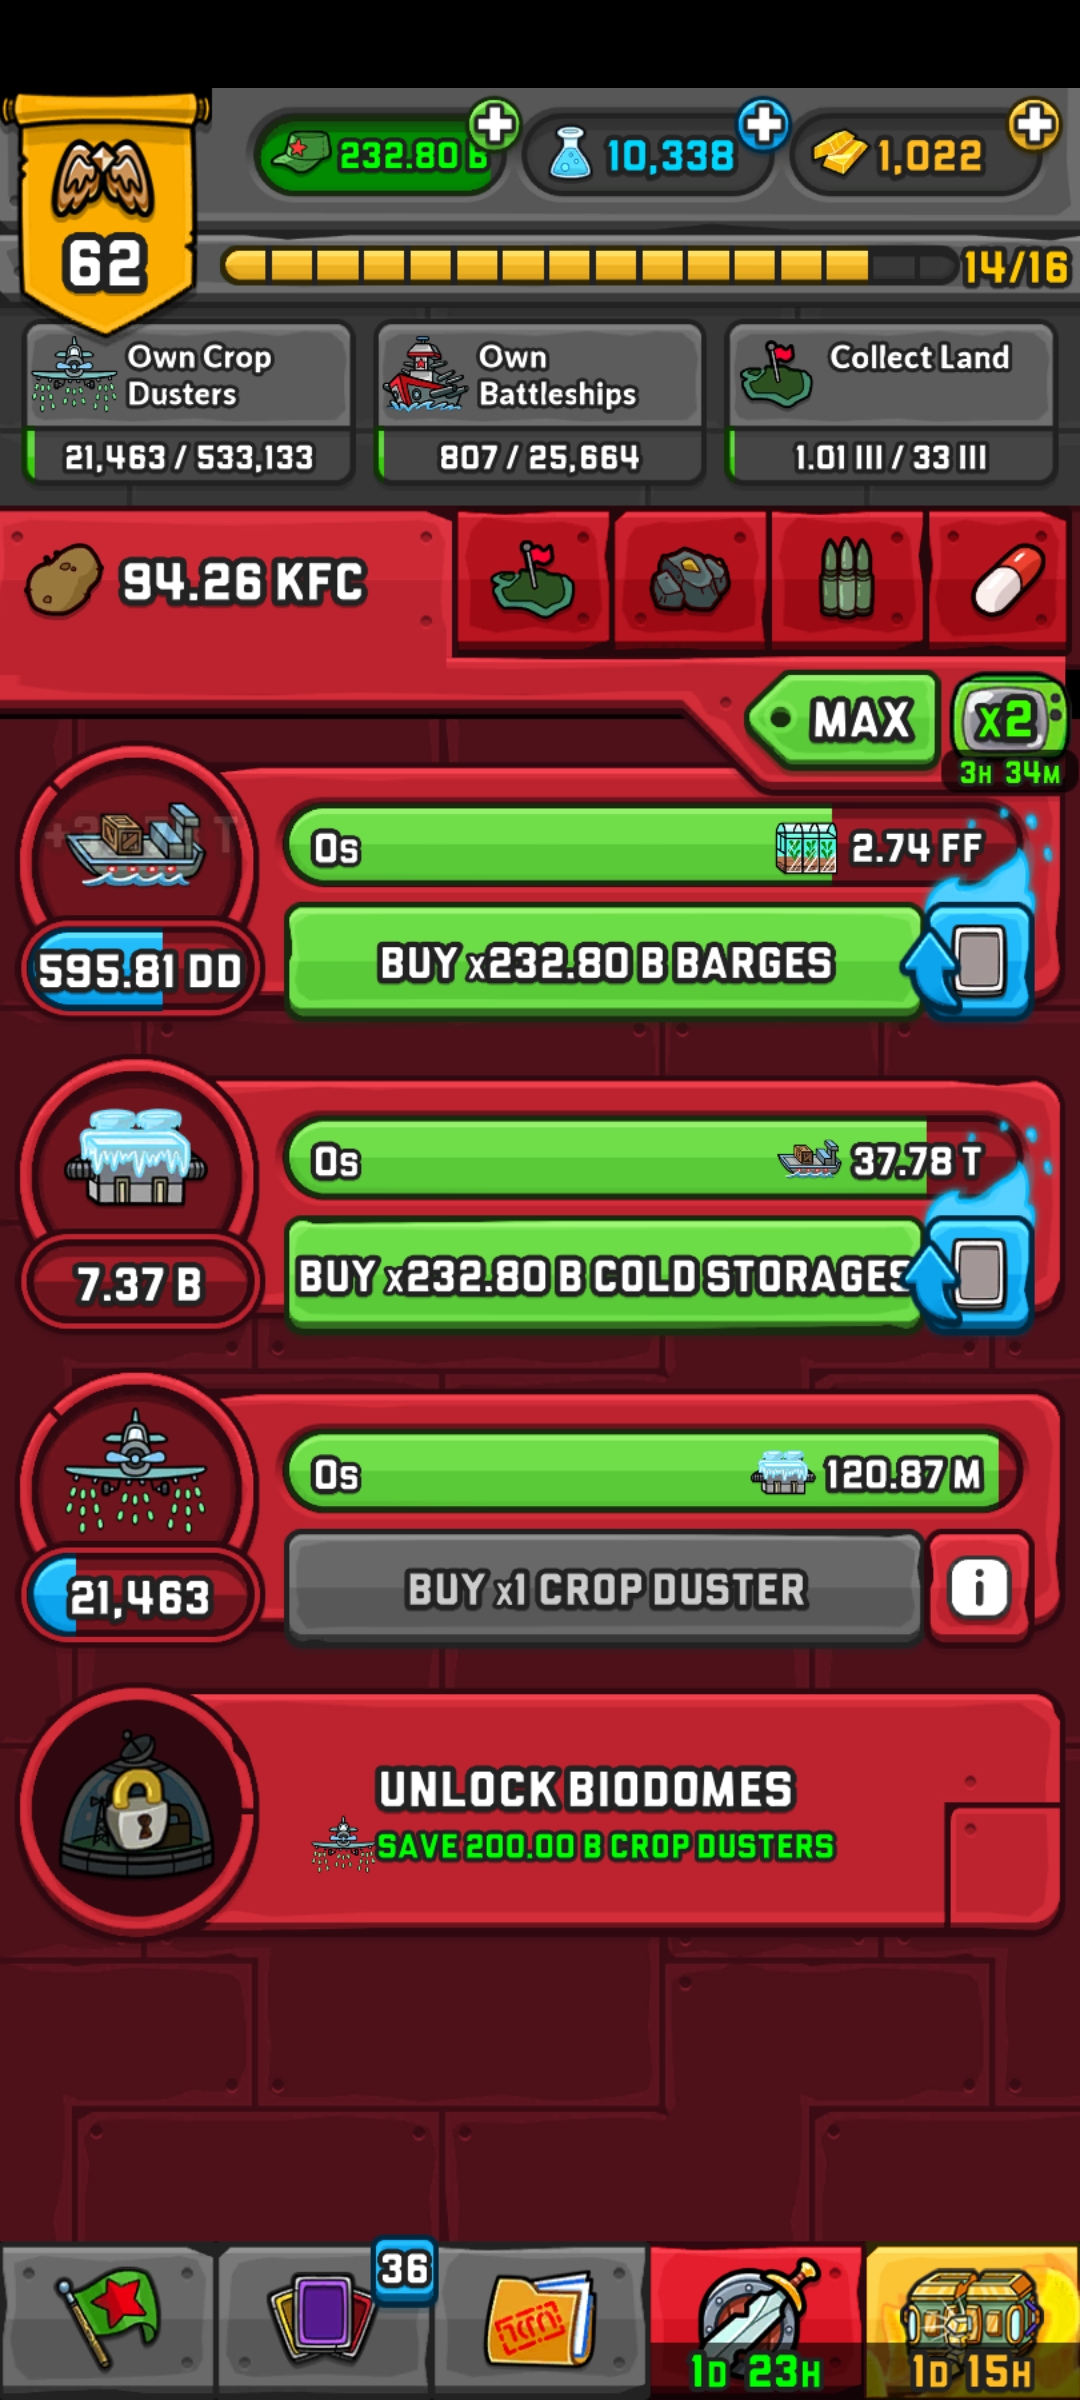 232.80 B
10,338
1,022
62
14/16
Own Crop Dusters
21,463 / 533,133
Own Battleships
807 / 25,664
Collect Land
1.01 III / 33 III
94.26 KFC
MAX
x2
3H 34M
0s
2.74 FF
595.81 DD
BUY x232.80 B BARGES
0s
37.78 T
7.37 B
BUY x232.80 B COLD STORAGES
0s
120.87 M
21,463
BUY x1 CROP DUSTER
i
UNLOCK BIODOMES
SAVE 200.00 B CROP DUSTERS
36
1D 23H
1D 15H